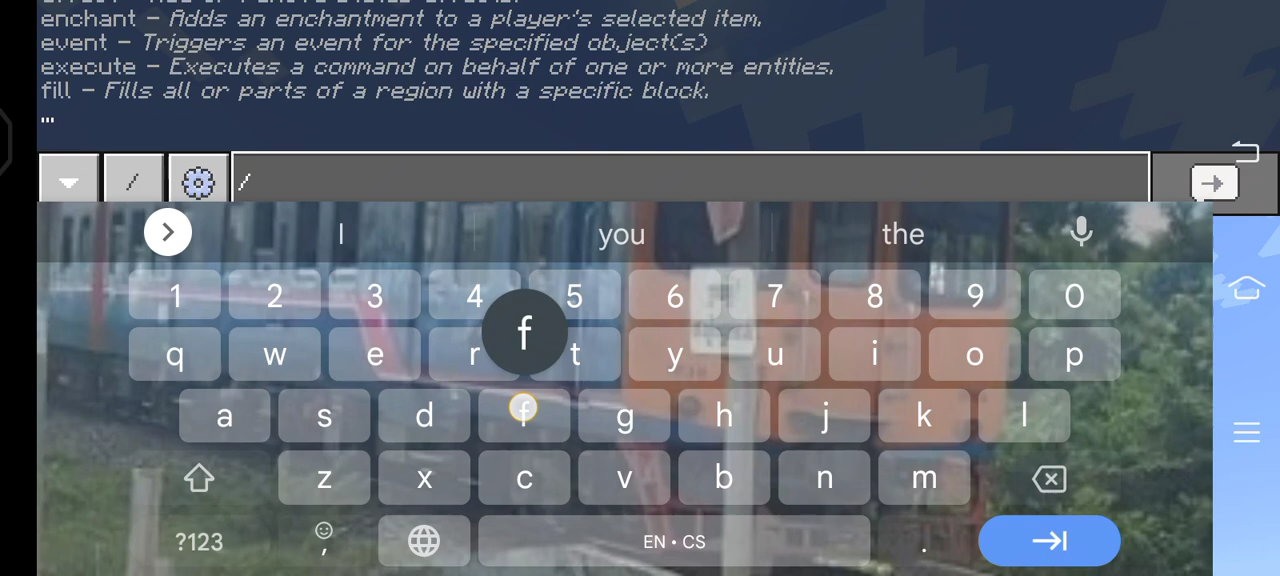 enchant - Adds an enchantment to a player's selected item.
event - Triggers an event for the specified object(s)
execute - Executes a command on behalf of one or more entities.
fill - Fills all or parts of a region with a specific block.
...
/ /
I you the
1 2 3 4 5 6 7 8 9 0
f
q w e r t y u i o p
a s d f g h j k l
z x c v b n m
?123 , EN • CS .